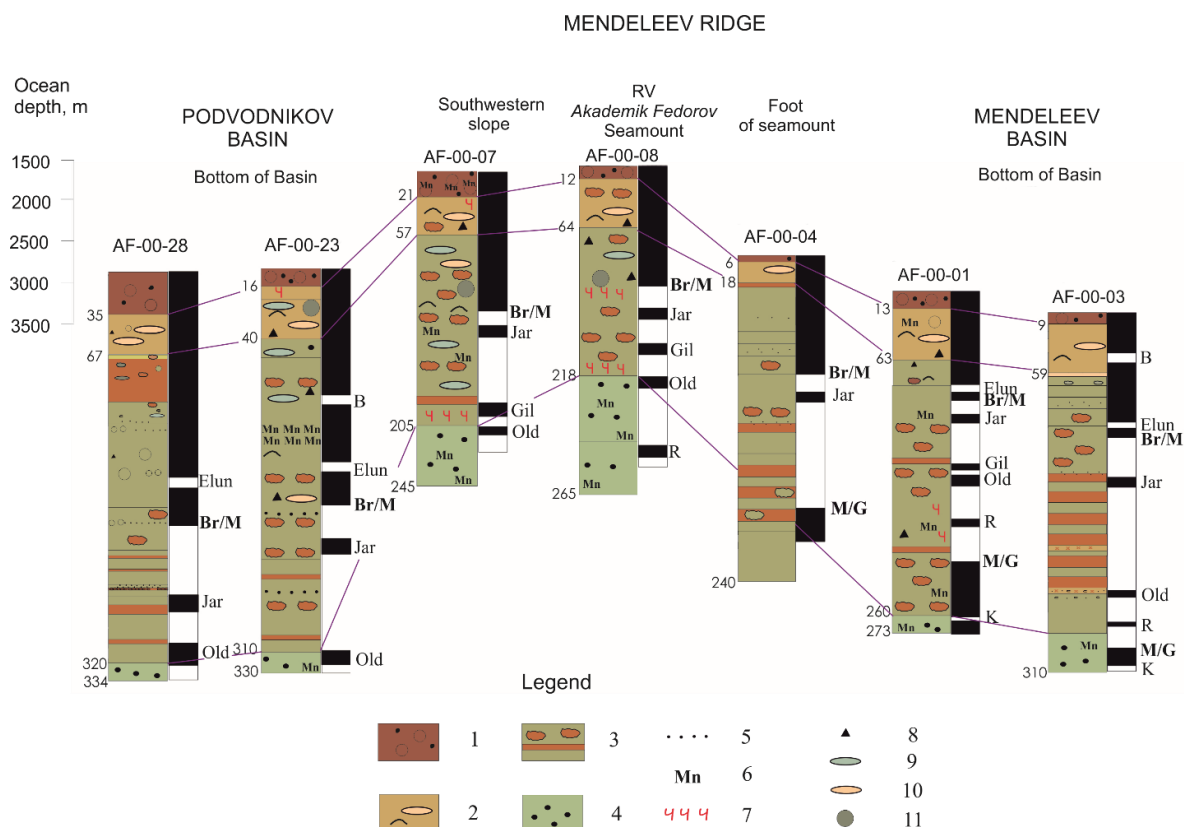 MENDELEEV RIDGE
Ocean
depth, m
PODVODNIKOV
BASIN
Bottom of Basin
Southwestern
slope
RV
Akademik Fedorov
Seamount
Foot
of seamount
MENDELEEV
BASIN
Bottom of Basin
1500
2000
2500
3000
3500
AF-00-28
35
67
320
334
Elun
Br/M
Jar
Old
AF-00-23
16
40
310
330
Mn Mn Mn
Mn Mn Mn Mn
Mn Mn Mn
Mn
B
Elun
Br/M
Jar
Old
AF-00-07
21
57
205
245
Mn
Mn
Mn
Mn
Mn
Mn
Mn
Br/M
Jar
Gil
Old
AF-00-08
12
64
218
265
Mn
Mn
Mn
Br/M
Jar
Gil
Old
R
AF-00-04
6
18
240
Br/M
Jar
M/G
AF-00-01
13
63
260
273
Mn
Mn
Mn
Mn
Mn
Elun
Br/M
Jar
Gil
Old
R
M/G
K
AF-00-03
9
59
310
Mn
Mn
B
Elun
Br/M
Jar
Old
R
M/G
K
Legend
1
2
3
4
5
Mn 6
7
8
9
10
11